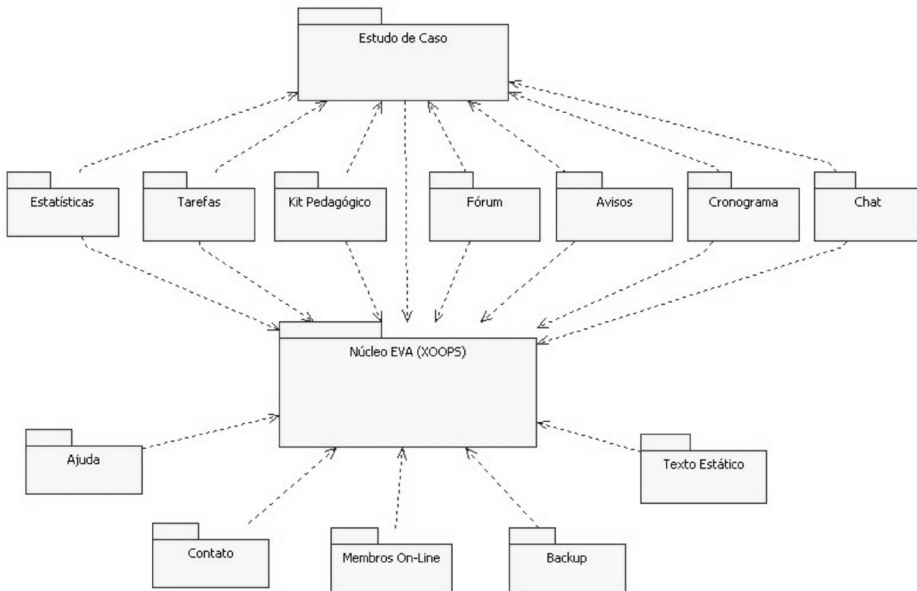 Estudo de Caso
Estatísticas
Tarefas
Kit Pedagógico
Fórum
Avisos
Cronograma
Chat
Núcleo EVA (XOOPS)
Ajuda
Texto Estático
Contato
Membros On-Line
Backup